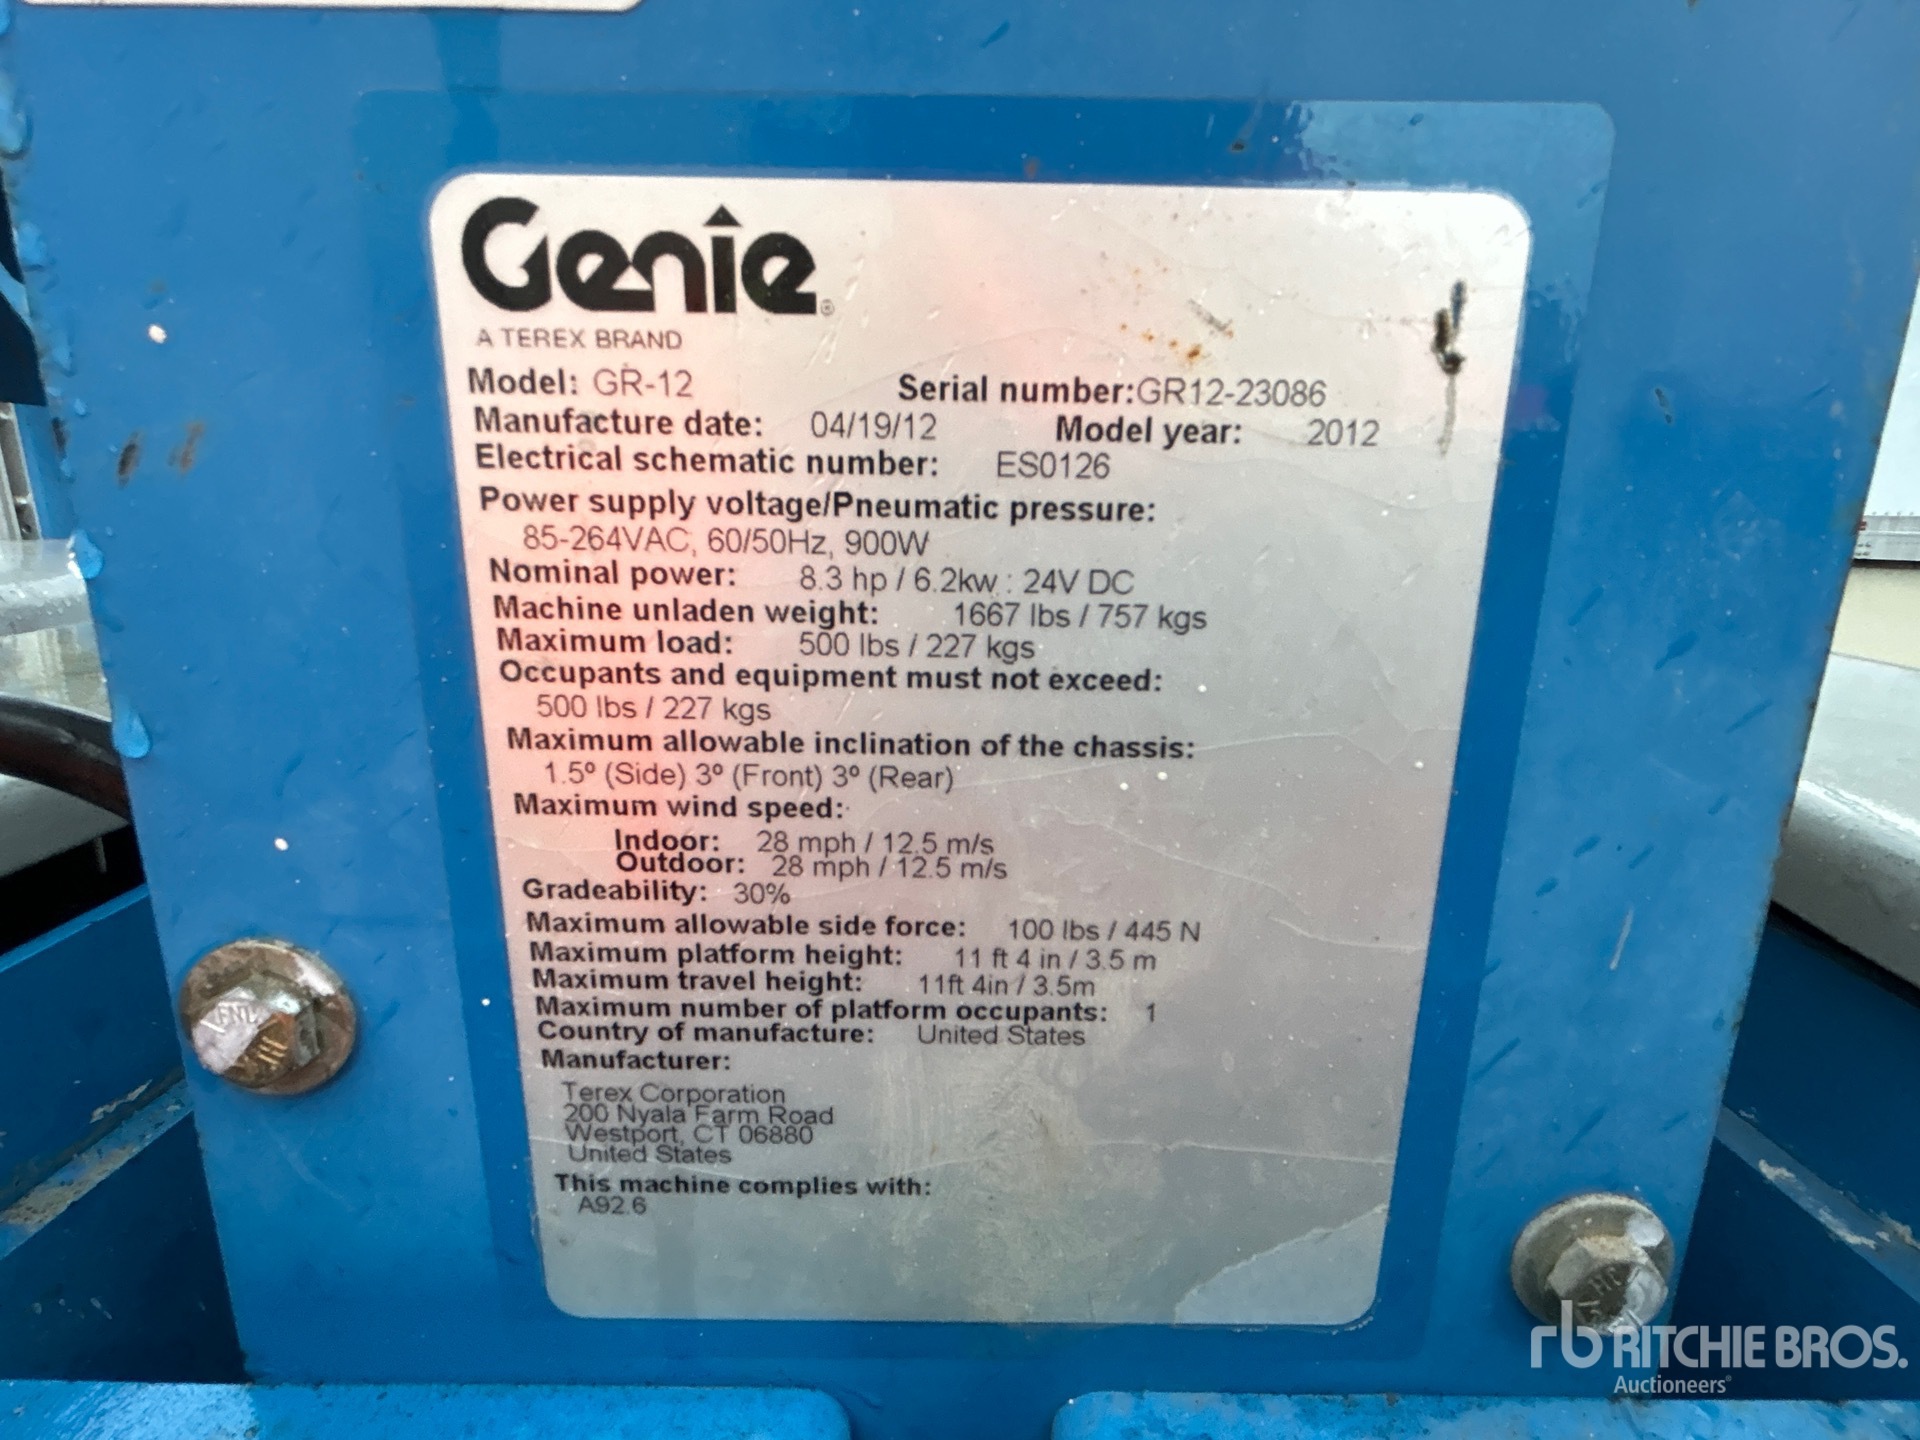 Genie®
A TEREX BRAND
Model: GR-12 Serial number:GR12-23086
Manufacture date: 04/19/12 Model year: 2012
Electrical schematic number: ES0126
Power supply voltage/Pneumatic pressure:
85-264VAC, 60/50Hz, 900W
Nominal power: 8.3 hp / 6.2kw : 24V DC
Machine unladen weight: 1667 lbs / 757 kgs
Maximum load: 500 lbs / 227 kgs
Occupants and equipment must not exceed:
500 lbs / 227 kgs
Maximum allowable inclination of the chassis:
1.5º (Side) 3º (Front) 3º (Rear)
Maximum wind speed:
Indoor: 28 mph / 12.5 m/s
Outdoor: 28 mph / 12.5 m/s
Gradeability: 30%
Maximum allowable side force: 100 lbs / 445 N
Maximum platform height: 11 ft 4 in / 3.5 m
Maximum travel height: 11ft 4in / 3.5m
Maximum number of platform occupants: 1
Country of manufacture: United States
Manufacturer:
Terex Corporation
200 Nyala Farm Road
Westport, CT 06880
United States
This machine complies with:
A92.6
rb RITCHIE BROS.
Auctioneers®